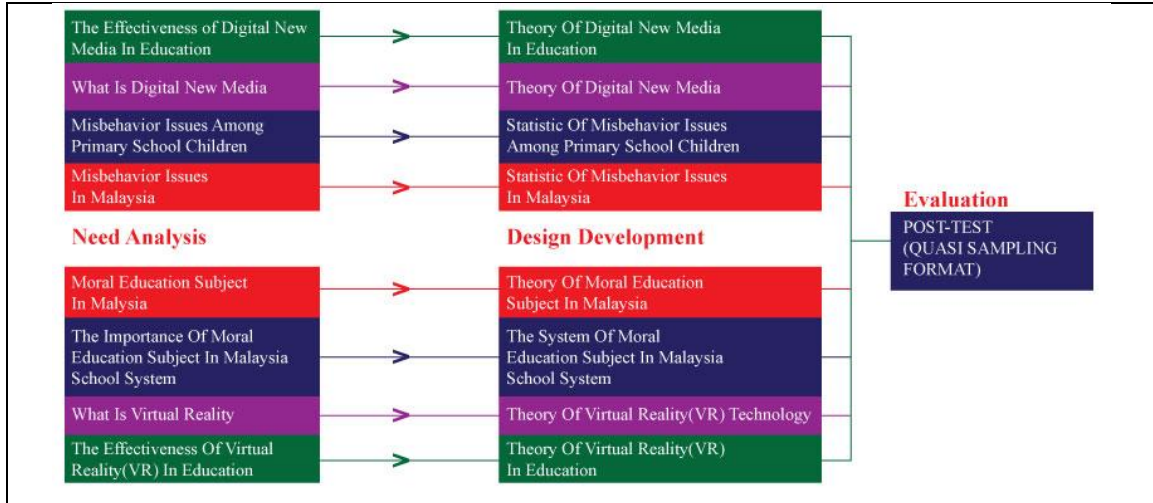 The Effectiveness of Digital New
Media In Education
What Is Digital New Media
Misbehavior Issues Among
Primary School Children
Misbehavior Issues
In Malaysia
Need Analysis
Moral Education Subject
In Malysia
The Importance Of Moral
Education Subject In Malaysia
School System
What Is Virtual Reality
The Effectiveness Of Virtual
Reality(VR) In Education
Theory Of Digital New Media
In Education
Theory Of Digital New Media
Statistic Of Misbehavior Issues
Among Primary School Children
Statistic Of Misbehavior Issues
In Malaysia
Design Development
Theory Of Moral Education
Subject In Malaysia
The System Of Moral
Education Subject In Malaysia
School System
Theory Of Virtual Reality(VR) Technology
Theory Of Virtual Reality(VR)
In Education
Evaluation
POST-TEST
(QUASI SAMPLING
FORMAT)